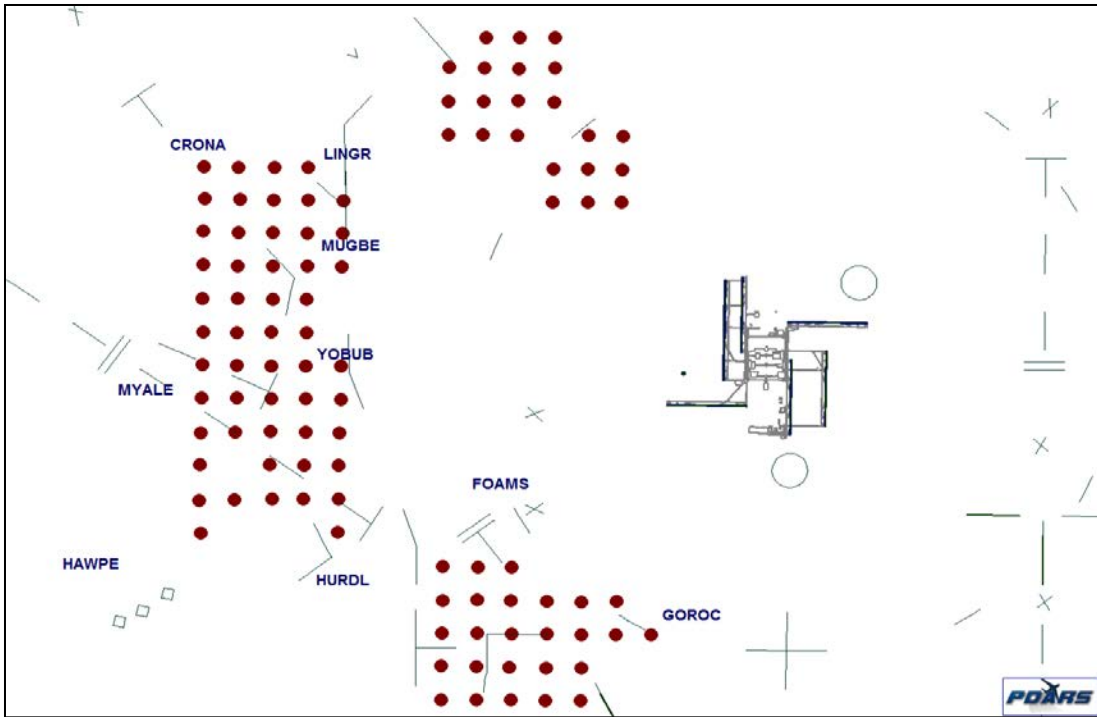 CRONA
LINGR
MUGBE
YOBUB
MYALE
FOAMS
HAWPE
HURDL
GOROC
PDARS